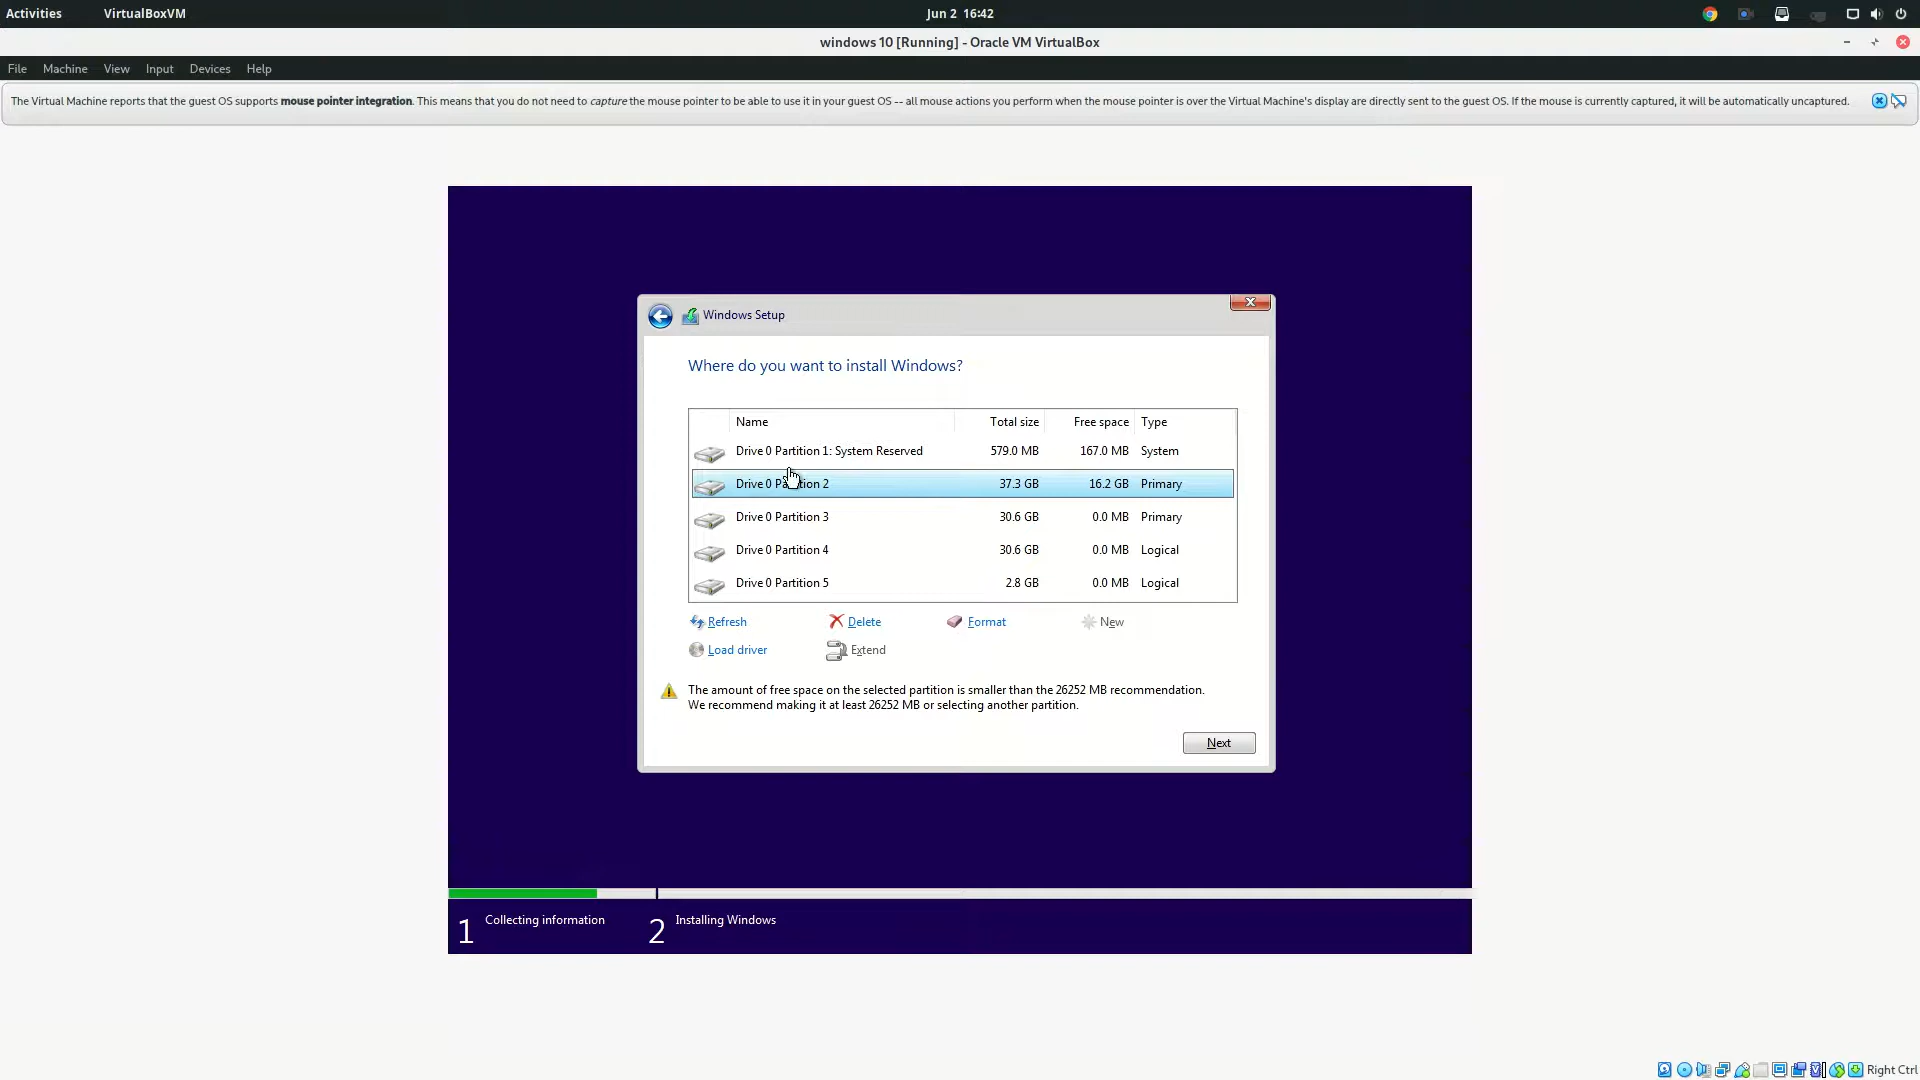 Activities VirtualBoxVM Jun 2 16:42
windows 10 [Running] - Oracle VM VirtualBox
File Machine View Input Devices Help
The Virtual Machine reports that the guest OS supports mouse pointer integration. This means that you do not need to capture the mouse pointer to be able to use it in your guest OS -- all mouse actions you perform when the mouse pointer is over the Virtual Machine's display are directly sent to the guest OS. If the mouse is currently captured, it will be automatically uncaptured.
Windows Setup
Where do you want to install Windows?
Name Total size Free space Type
Drive 0 Partition 1: System Reserved 579.0 MB 167.0 MB System
Drive 0 Partition 2 37.3 GB 16.2 GB Primary
Drive 0 Partition 3 30.6 GB 0.0 MB Primary
Drive 0 Partition 4 30.6 GB 0.0 MB Logical
Drive 0 Partition 5 2.8 GB 0.0 MB Logical
Refresh Delete Format New
Load driver Extend
The amount of free space on the selected partition is smaller than the 26252 MB recommendation.
We recommend making it at least 26252 MB or selecting another partition.
Next
1 Collecting information 2 Installing Windows
Right Ctrl